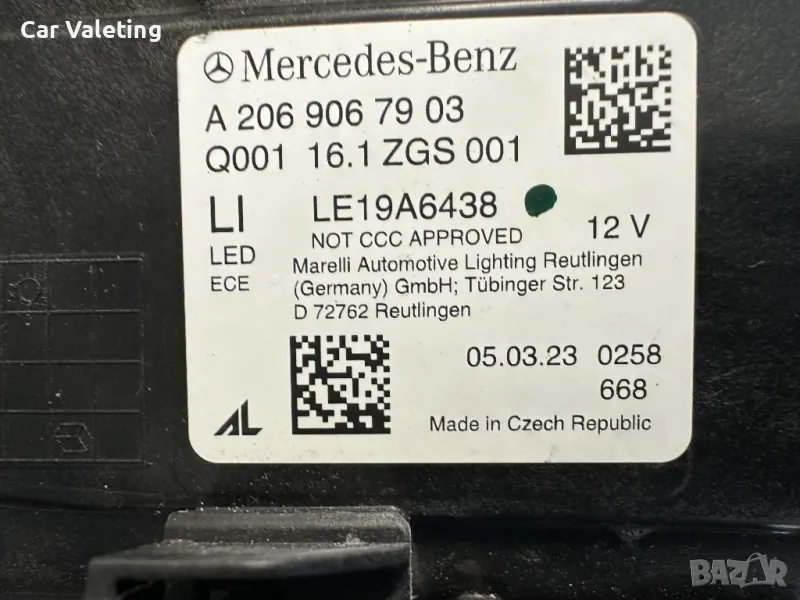 Car Valeting
Mercedes-Benz
A 206 906 79 03
Q001 16.1 ZGS 001
LI LE19A6438
LED NOT CCC APPROVED 12 V
ECE Marelli Automotive Lighting Reutlingen
(Germany) GmbH; Tübinger Str. 123
D 72762 Reutlingen
05.03.23 0258
668
AL
Made in Czech Republic
BAZAR